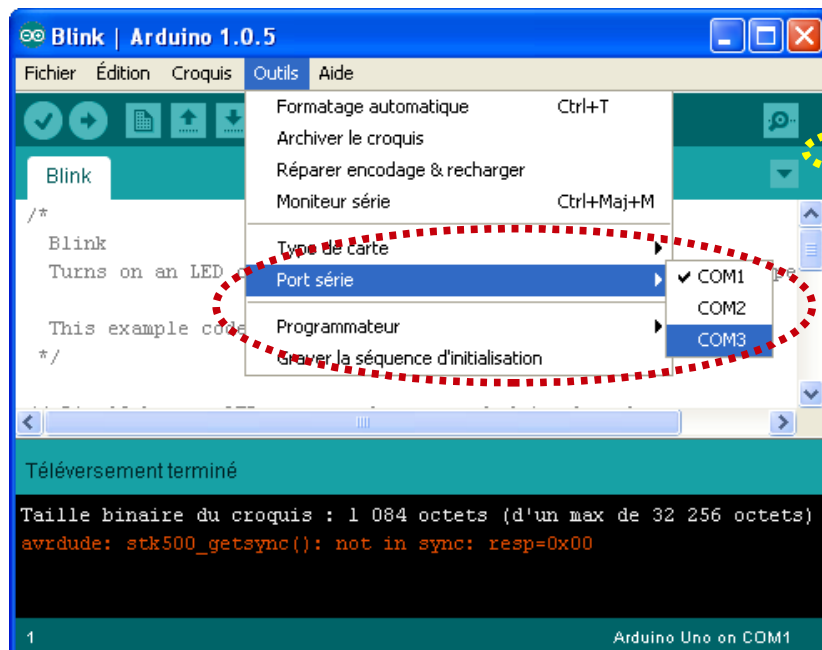 Blink | Arduino 1.0.5
Fichier Édition Croquis Outils Aide
Formatage automatique Ctrl+T
Archiver le croquis
Réparer encodage & recharger
Moniteur série Ctrl+Maj+M
Type de carte
Port série
Programmateur
Graver la séquence d'initialisation
COM1
COM2
COM3
Blink
/*
Blink
Turns on an LED
This example code
*/
Téléversement terminé
Taille binaire du croquis : 1 084 octets (d'un max de 32 256 octets)
avrdude: stk500_getsync(): not in sync: resp=0x00
1 Arduino Uno on COM1